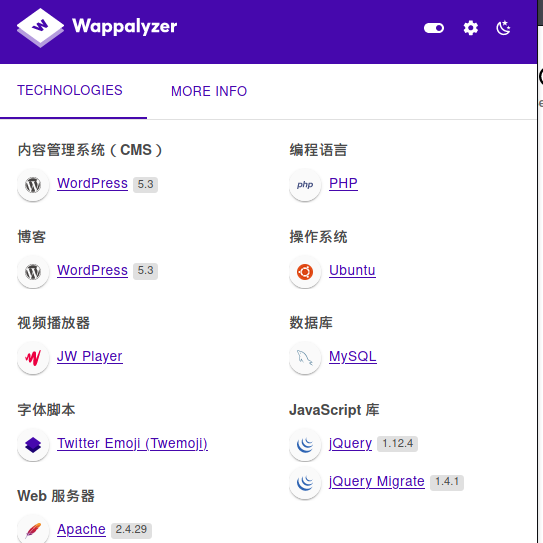 Wappalyzer
TECHNOLOGIES
MORE INFO
内容管理系统（CMS）
WordPress 5.3
博客
WordPress 5.3
视频播放器
JW Player
字体脚本
Twitter Emoji (Twemoji)
Web 服务器
Apache 2.4.29
编程语言
php PHP
操作系统
Ubuntu
数据库
MySQL
JavaScript 库
jQuery 1.12.4
jQuery Migrate 1.4.1